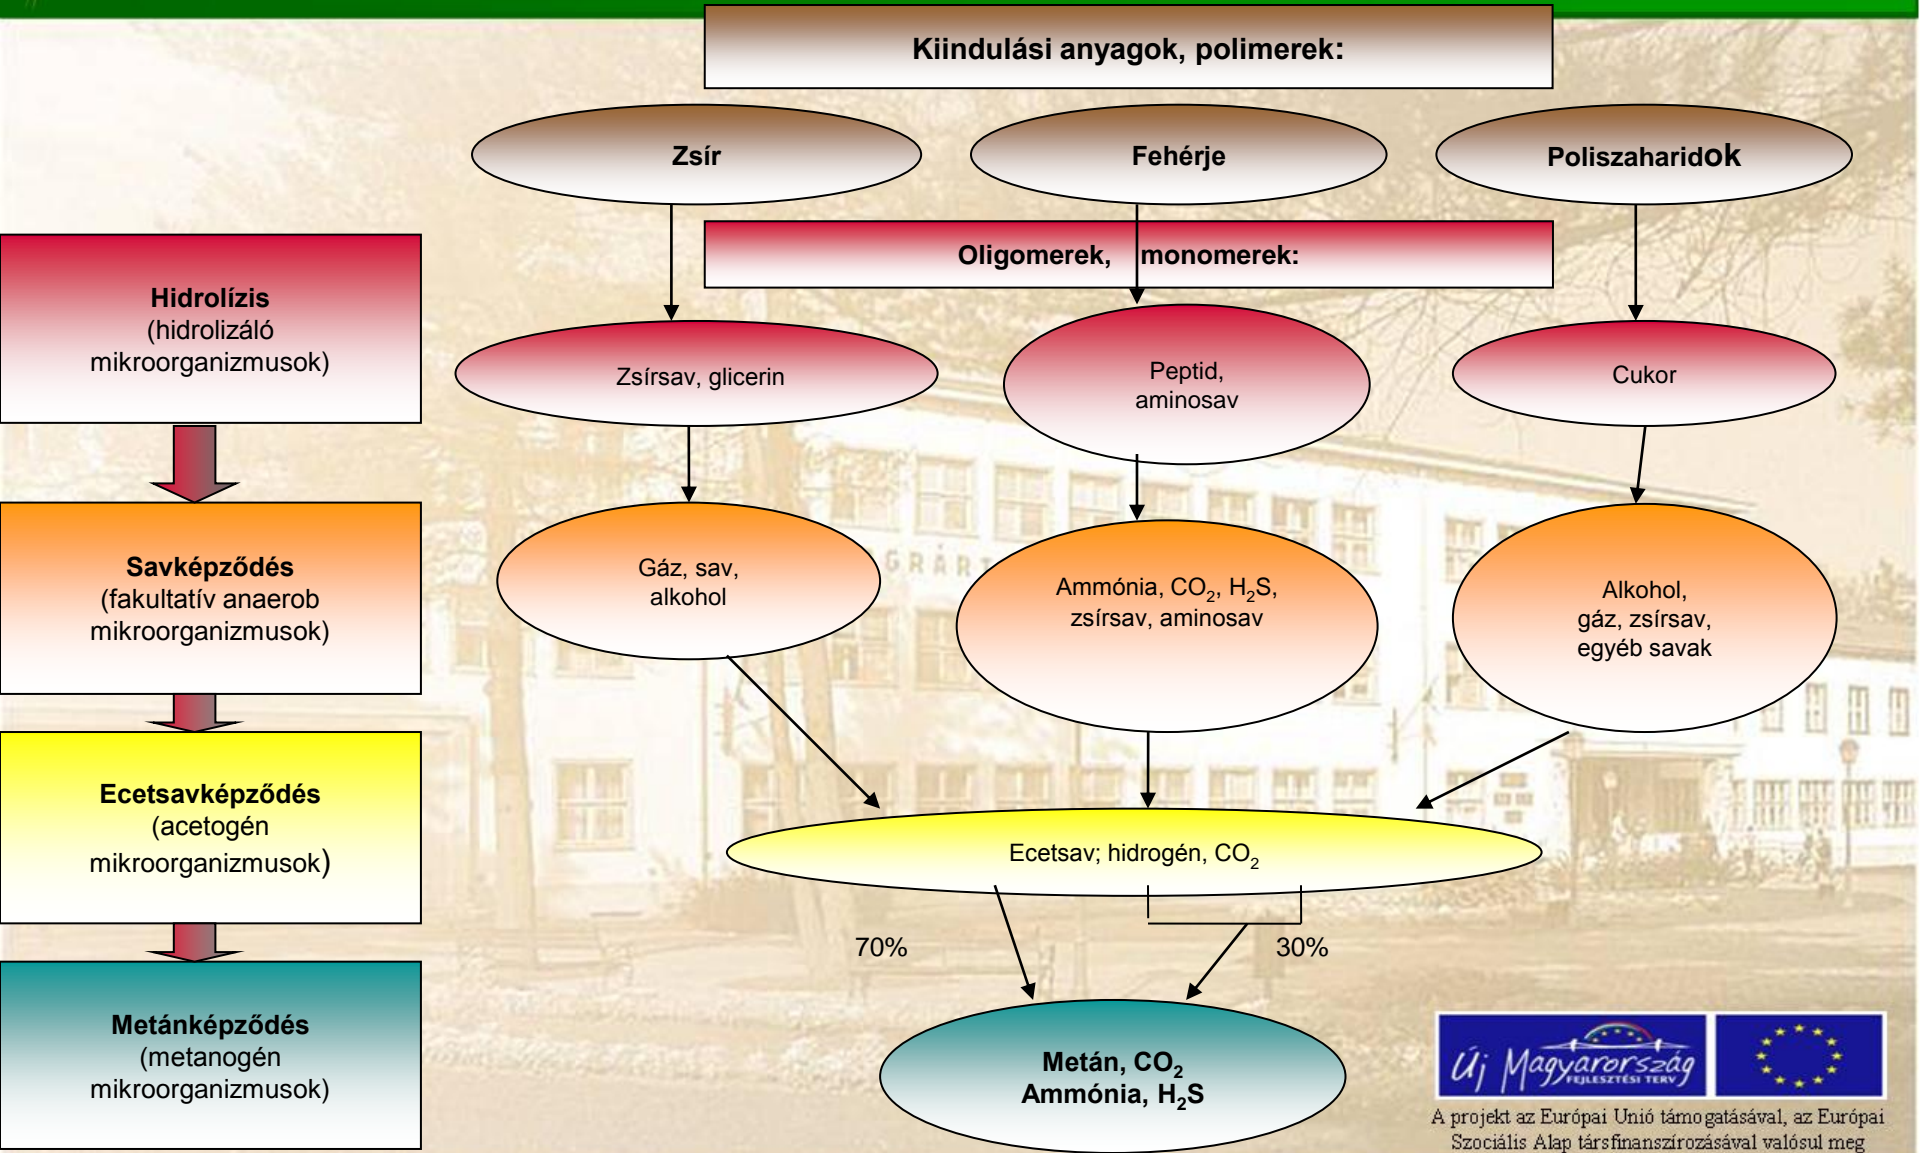 Kiindulási anyagok, polimerek:
Zsír
Fehérje
Poliszaharidok
Oligomerek, monomerek:
Hidrolízis
(hidrolizáló
mikroorganizmusok)
Zsírsav, glicerin
Peptid,
aminosav
Cukor
Savképződés
(fakultatív anaerob
mikroorganizmusok)
Gáz, sav,
alkohol
Ammónia, CO₂, H₂S,
zsírsav, aminosav
Alkohol,
gáz, zsírsav,
egyéb savak
Ecetsavképződés
(acetogén
mikroorganizmusok)
Ecetsav; hidrogén, CO₂
70%
30%
Metánképződés
(metanogén
mikroorganizmusok)
Metán, CO₂
Ammónia, H₂S
Új Magyarország
FEJLESZTÉSI TERV
A projekt az Európai Unió támogatásával, az Európai
Szociális Alap társfinanszírozásával valósul meg